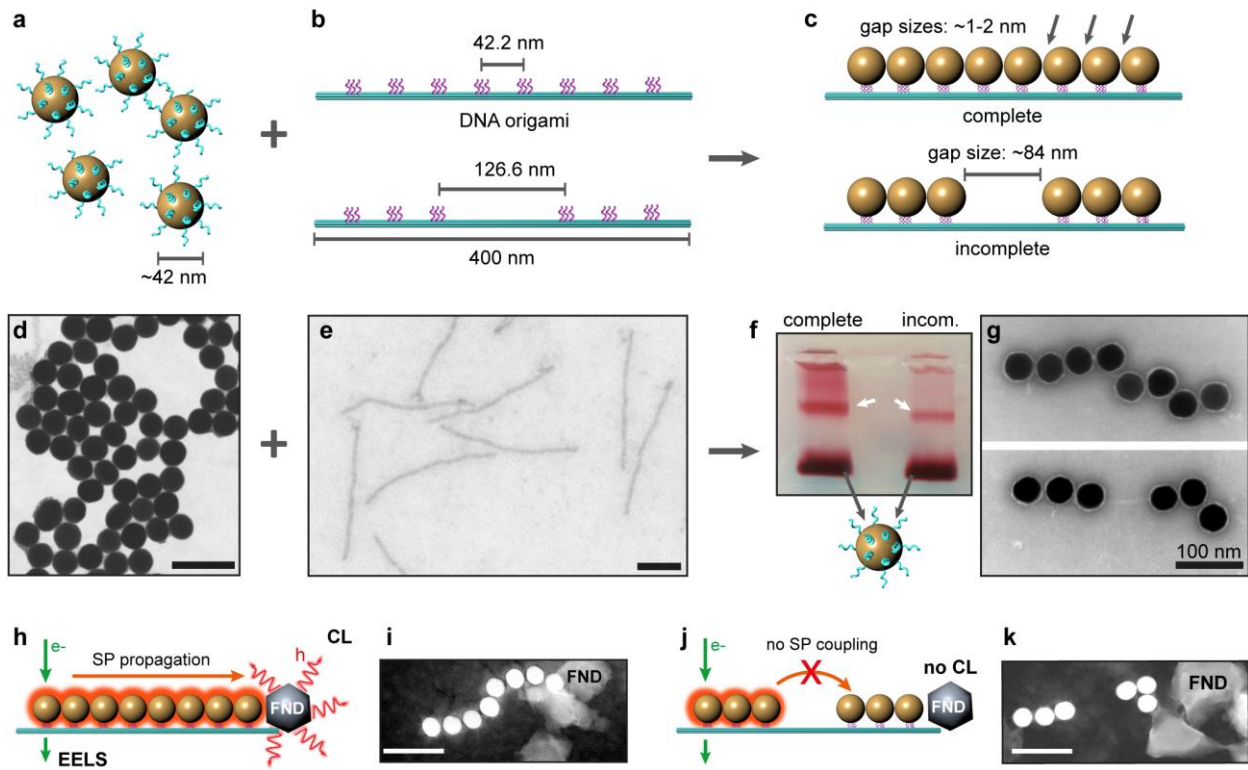 a
~42 nm
+
b
42.2 nm
DNA origami
126.6 nm
400 nm
c
gap sizes: ~1-2 nm
complete
gap size: ~84 nm
incomplete
d
+
e
f
complete incom.
g
100 nm
h
e-
SP propagation
CL
h
FND
EELS
i
FND
j
e-
no SP coupling
X
no CL
FND
k
FND